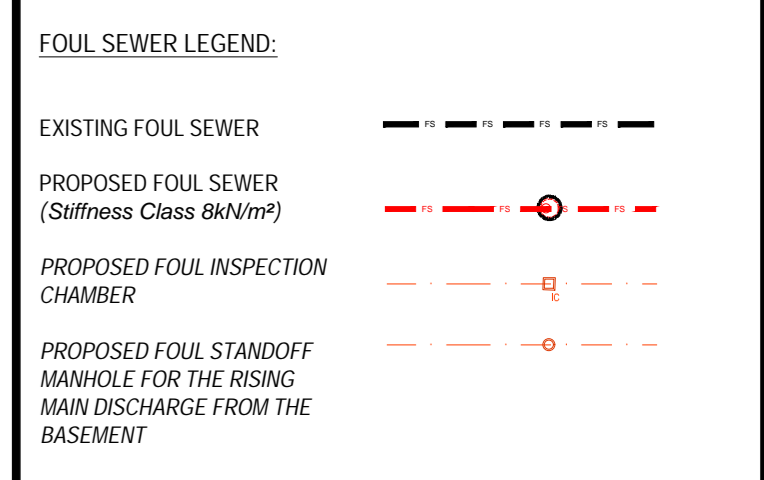 FOUL SEWER LEGEND:
EXISTING FOUL SEWER
FS FS FS FS
PROPOSED FOUL SEWER
(Stiffness Class 8kN/m²)
FS FS FS FS
PROPOSED FOUL INSPECTION
CHAMBER
IC
PROPOSED FOUL STANDOFF
MANHOLE FOR THE RISING
MAIN DISCHARGE FROM THE
BASEMENT